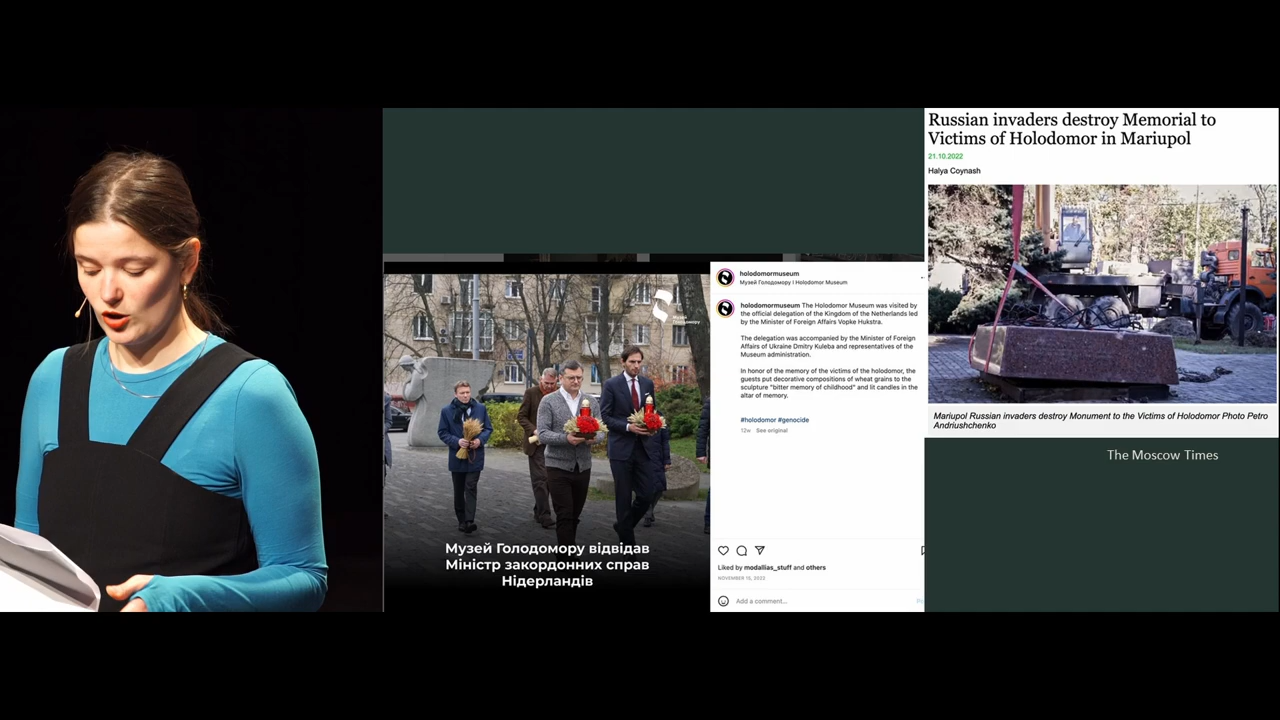 Музей Голодомору
Музей Голодомору відвідав
Міністр закордонних справ
Нідерландів
holodomormuseum
Музей Голодомору | Holodomor Museum
holodomormuseum The Holodomor Museum was visited by
the official delegation of the Kingdom of the Netherlands led
by the Minister of Foreign Affairs Vopke Hukstra.
The delegation was accompanied by the Minister of Foreign
Affairs of Ukraine Dmitry Kuleba and representatives of the
Museum administration.
In honor of the memory of the victims of the holodomor, the
guests put decorative compositions of wheat grains to the
sculpture "bitter memory of childhood" and lit candles in the
altar of memory.
#holodomor #genocide
12w See original
Liked by modallias_stuff and others
NOVEMBER 15, 2022
Add a comment...
Russian invaders destroy Memorial to
Victims of Holodomor in Mariupol
21.10.2022
Halya Coynash
Mariupol Russian invaders destroy Monument to the Victims of Holodomor Photo Petro
Andriushchenko
The Moscow Times